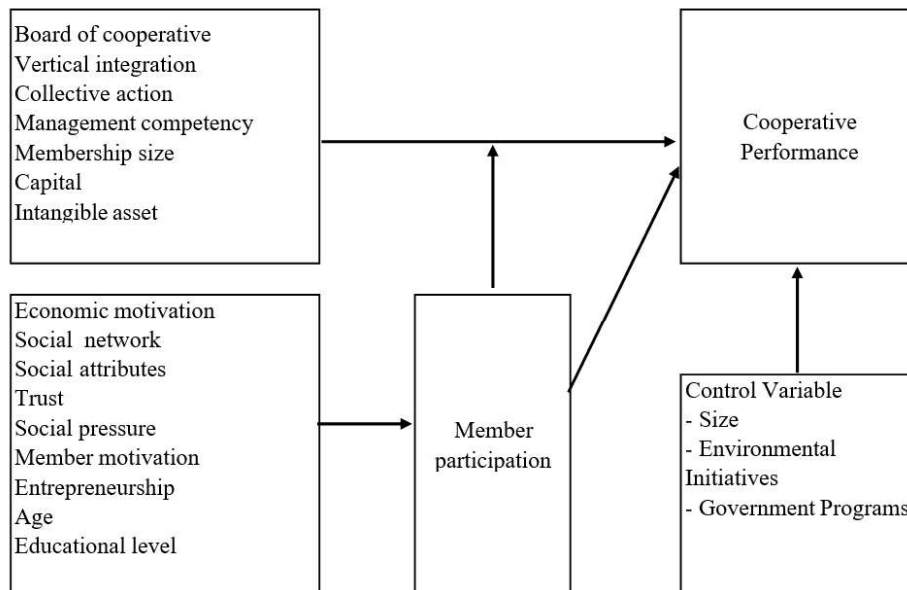 Board of cooperative
Vertical integration
Collective action
Management competency
Membership size
Capital
Intangible asset
Cooperative
Performance
Economic motivation
Social network
Social attributes
Trust
Social pressure
Member motivation
Entrepreneurship
Age
Educational level
Member
participation
Control Variable
- Size
- Environmental
Initiatives
- Government Programs